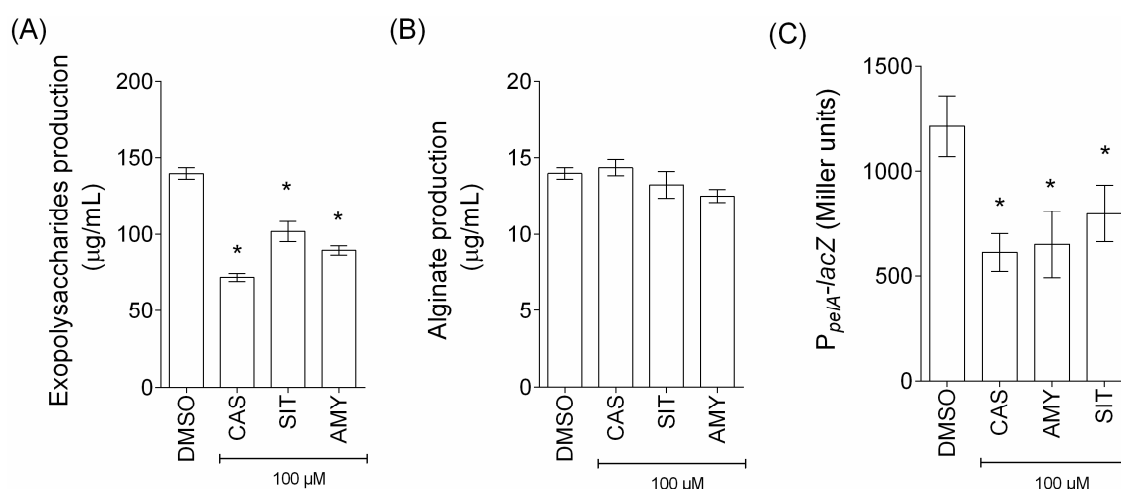 (A)
Exopolysaccharides production
(µg/mL)
200
150
100
50
0
*
*
*
DMSO
CAS
SIT
AMY
100 µM
(B)
Alginate production
(µg/mL)
20
15
10
5
0
DMSO
CAS
SIT
AMY
100 µM
(C)
PpelA-lacZ (Miller units)
1500
1000
500
0
*
*
*
DMSO
CAS
AMY
SIT
100 µM